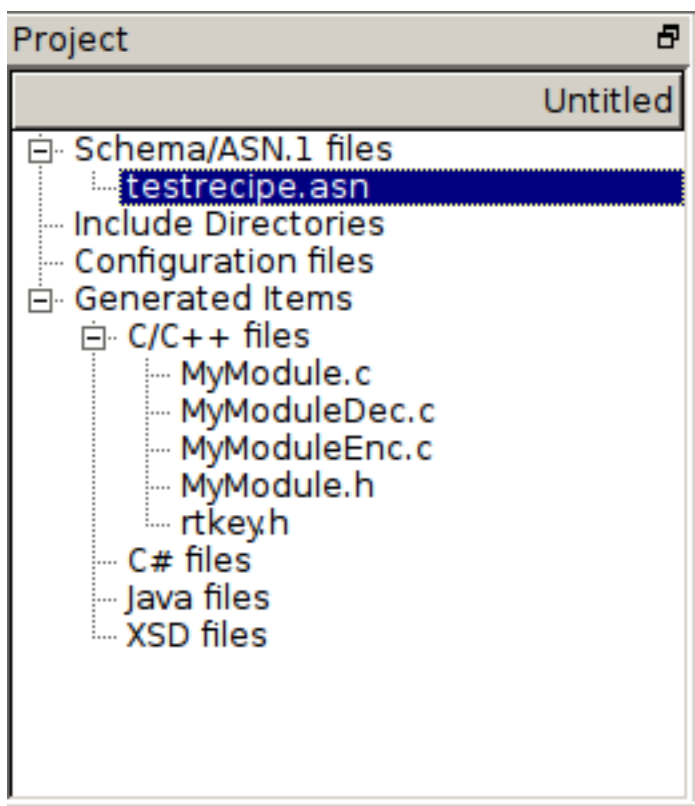 Project
Untitled
Schema/ASN.1 files
testrecipe.asn
Include Directories
Configuration files
Generated Items
C/C++ files
MyModule.c
MyModuleDec.c
MyModuleEnc.c
MyModule.h
rtkey.h
C# files
Java files
XSD files